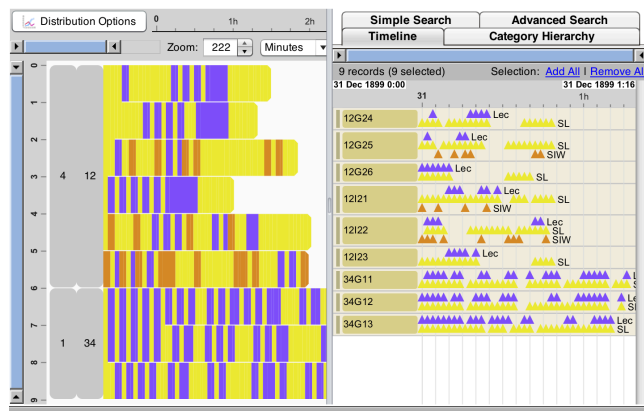 Distribution Options
0 1h 2h
Zoom: 222 Minutes
0
1
2
3
4
5
6
7
8
9
4 12
1 34
Simple Search Advanced Search
Timeline Category Hierarchy
9 records (9 selected) Selection: Add All | Remove Al
31 Dec 1899 0:00 31 Dec 1899 1:16
31 1h
12G24 Lec
SL
12G25 Lec
SL
SIW
12G26 Lec
SL
12I21 Lec
SL
SIW
12I22 Lec
SL
SIW
12I23 Lec
SL
34G11 L
S
34G12 Le
SL
34G13 Lec
SL